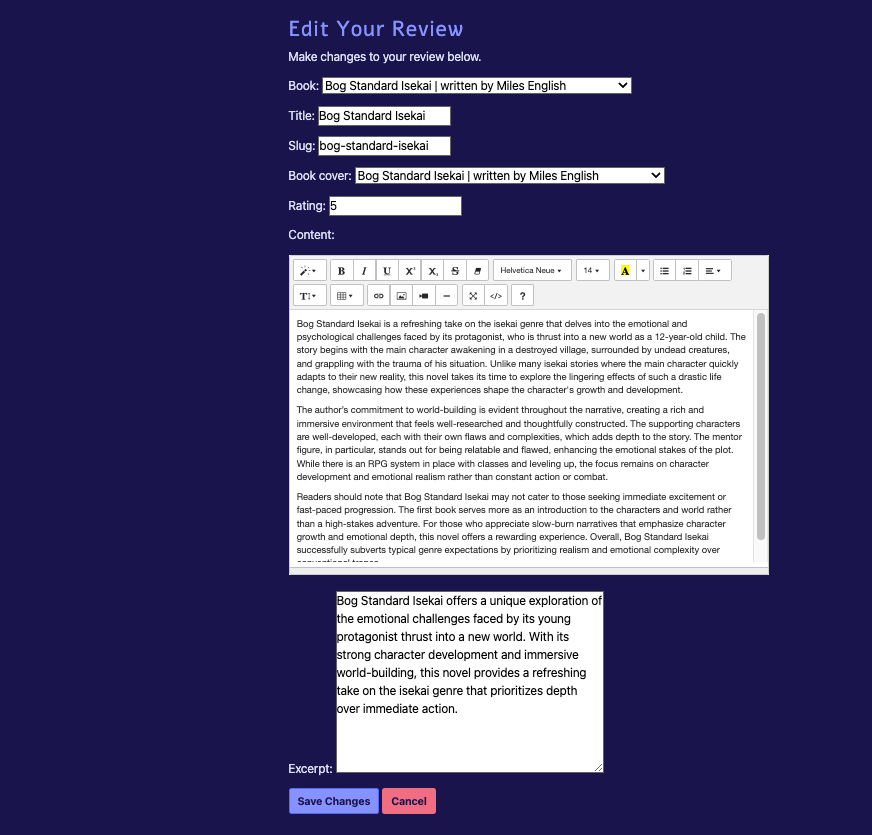 Edit Your Review
Make changes to your review below.
Book: Bog Standard Isekai | written by Miles English
Title: Bog Standard Isekai
Slug: bog-standard-isekai
Book cover: Bog Standard Isekai | written by Miles English
Rating: 5
Content:
B I U X² X₂ S Helvetica Neue 14 A
T </> ?
Bog Standard Isekai is a refreshing take on the isekai genre that delves into the emotional and
psychological challenges faced by its protagonist, who is thrust into a new world as a 12-year-old child. The
story begins with the main character awakening in a destroyed village, surrounded by undead creatures,
and grappling with the trauma of his situation. Unlike many isekai stories where the main character quickly
adapts to their new reality, this novel takes its time to explore the lingering effects of such a drastic life
change, showcasing how these experiences shape the character's growth and development.
The author's commitment to world-building is evident throughout the narrative, creating a rich and
immersive environment that feels well-researched and thoughtfully constructed. The supporting characters
are well-developed, each with their own flaws and complexities, which adds depth to the story. The mentor
figure, in particular, stands out for being relatable and flawed, enhancing the emotional stakes of the plot.
While there is an RPG system in place with classes and leveling up, the focus remains on character
development and emotional realism rather than constant action or combat.
Readers should note that Bog Standard Isekai may not cater to those seeking immediate excitement or
fast-paced progression. The first book serves more as an introduction to the characters and world rather
than a high-stakes adventure. For those who appreciate slow-burn narratives that emphasize character
growth and emotional depth, this novel offers a rewarding experience. Overall, Bog Standard Isekai
successfully subverts typical genre expectations by prioritizing realism and emotional complexity over
Bog Standard Isekai offers a unique exploration of
the emotional challenges faced by its young
protagonist thrust into a new world. With its
strong character development and immersive
world-building, this novel provides a refreshing
take on the isekai genre that prioritizes depth
over immediate action.
Excerpt:
Save Changes Cancel